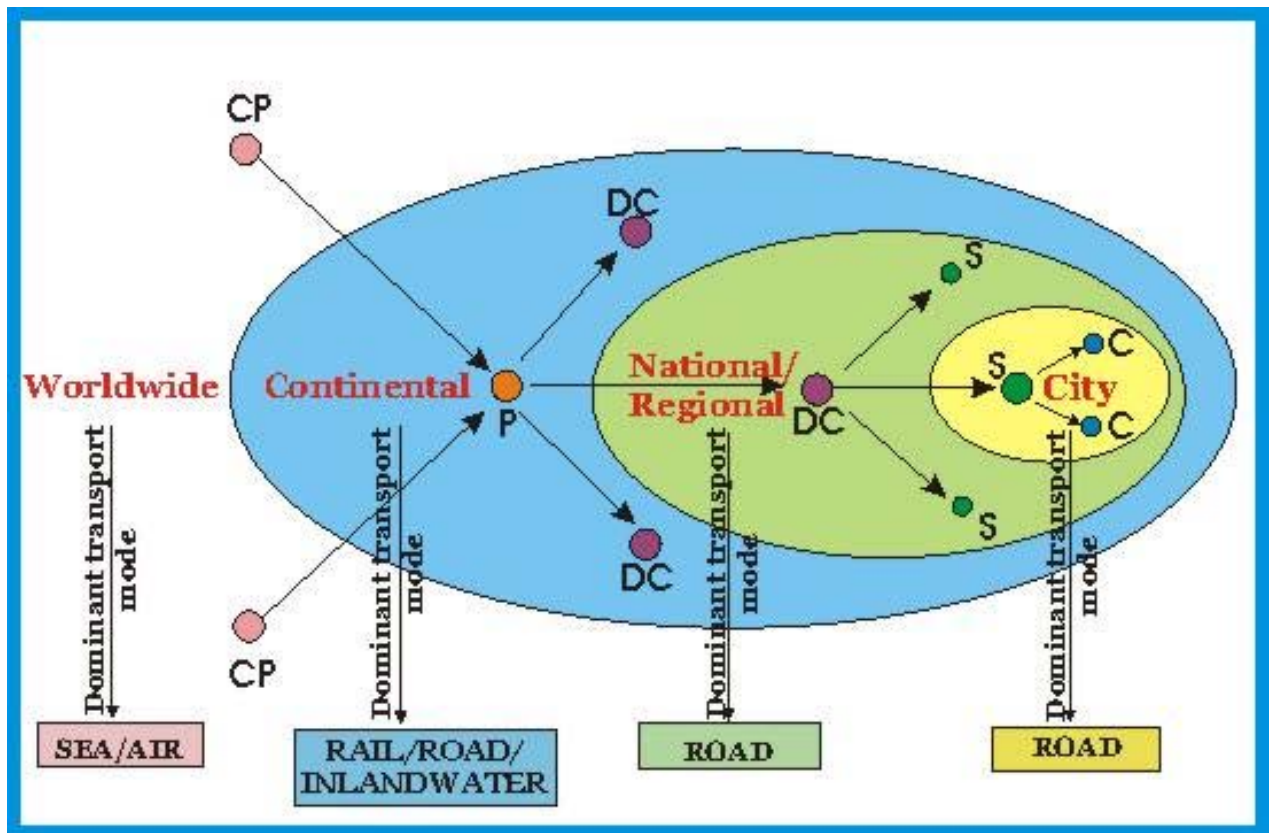 CP
DC
S
C
Worldwide
Continental
P
National/
Regional
DC
S
City
C
S
DC
CP
Dominant transport
mode
Dominant transport
mode
Dominant transport
mode
Dominant transport
mode
SEA/AIR
RAIL/ROAD/
INLANDWATER
ROAD
ROAD